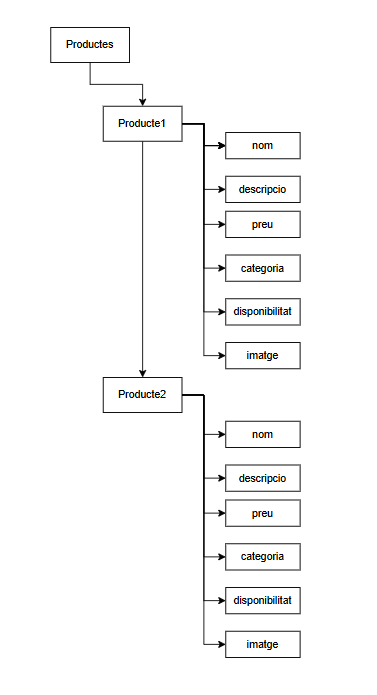 Productes
Producte1
nom
descripcio
preu
categoria
disponibilitat
imatge
Producte2
nom
descripcio
preu
categoria
disponibilitat
imatge